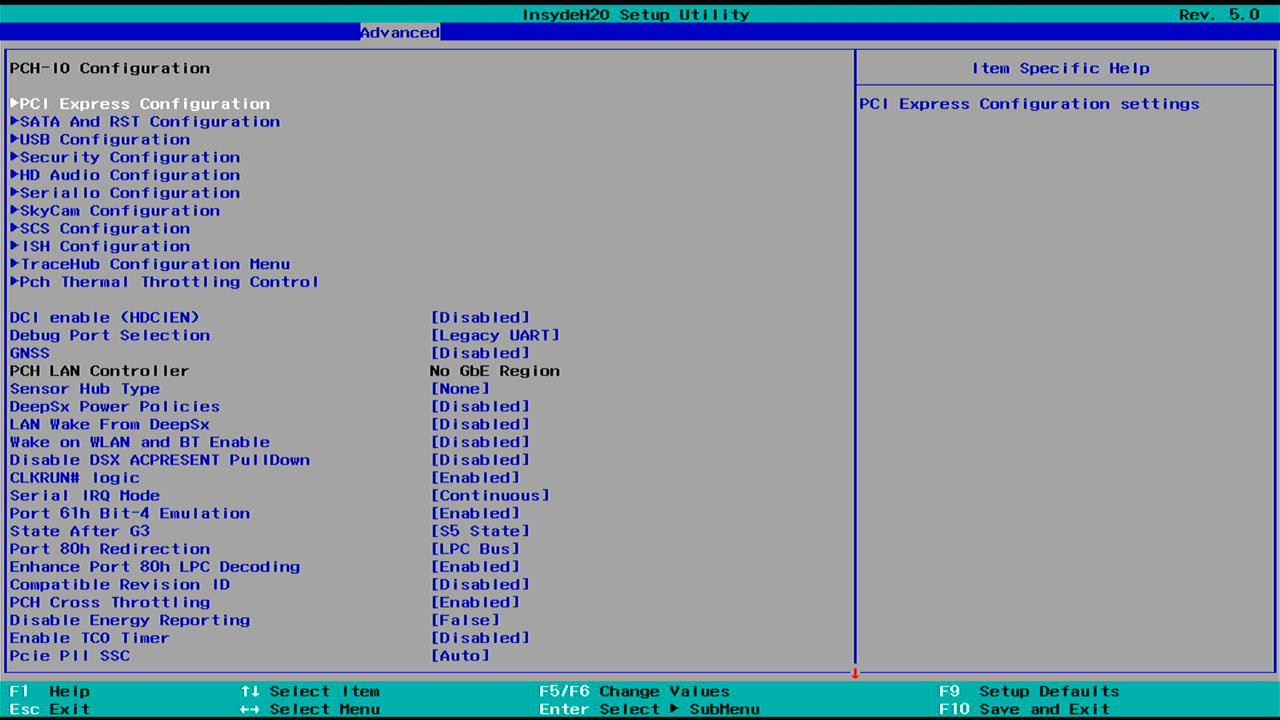 InsydeH2O Setup Utility Rev. 5.0
Advanced
PCH-IO Configuration
Item Specific Help
▶PCI Express Configuration
PCI Express Configuration settings
▶SATA And RST Configuration
▶USB Configuration
▶Security Configuration
▶HD Audio Configuration
▶SerialIo Configuration
▶SkyCam Configuration
▶SCS Configuration
▶ISH Configuration
▶TraceHub Configuration Menu
▶Pch Thermal Throttling Control
DCI enable (HDCIEN) [Disabled]
Debug Port Selection [Legacy UART]
GNSS [Disabled]
PCH LAN Controller No GbE Region
Sensor Hub Type [None]
DeepSx Power Policies [Disabled]
LAN Wake From DeepSx [Disabled]
Wake on WLAN and BT Enable [Disabled]
Disable DSX ACPRESENT PullDown [Disabled]
CLKRUN# logic [Enabled]
Serial IRQ Mode [Continuous]
Port 61h Bit-4 Emulation [Enabled]
State After G3 [S5 State]
Port 80h Redirection [LPC Bus]
Enhance Port 80h LPC Decoding [Enabled]
Compatible Revision ID [Disabled]
PCH Cross Throttling [Enabled]
Disable Energy Reporting [False]
Enable TCO Timer [Disabled]
Pcie Pll SSC [Auto]
F1 Help ↑↓ Select Item F5/F6 Change Values F9 Setup Defaults
Esc Exit ←→ Select Menu Enter Select ▶ SubMenu F10 Save and Exit